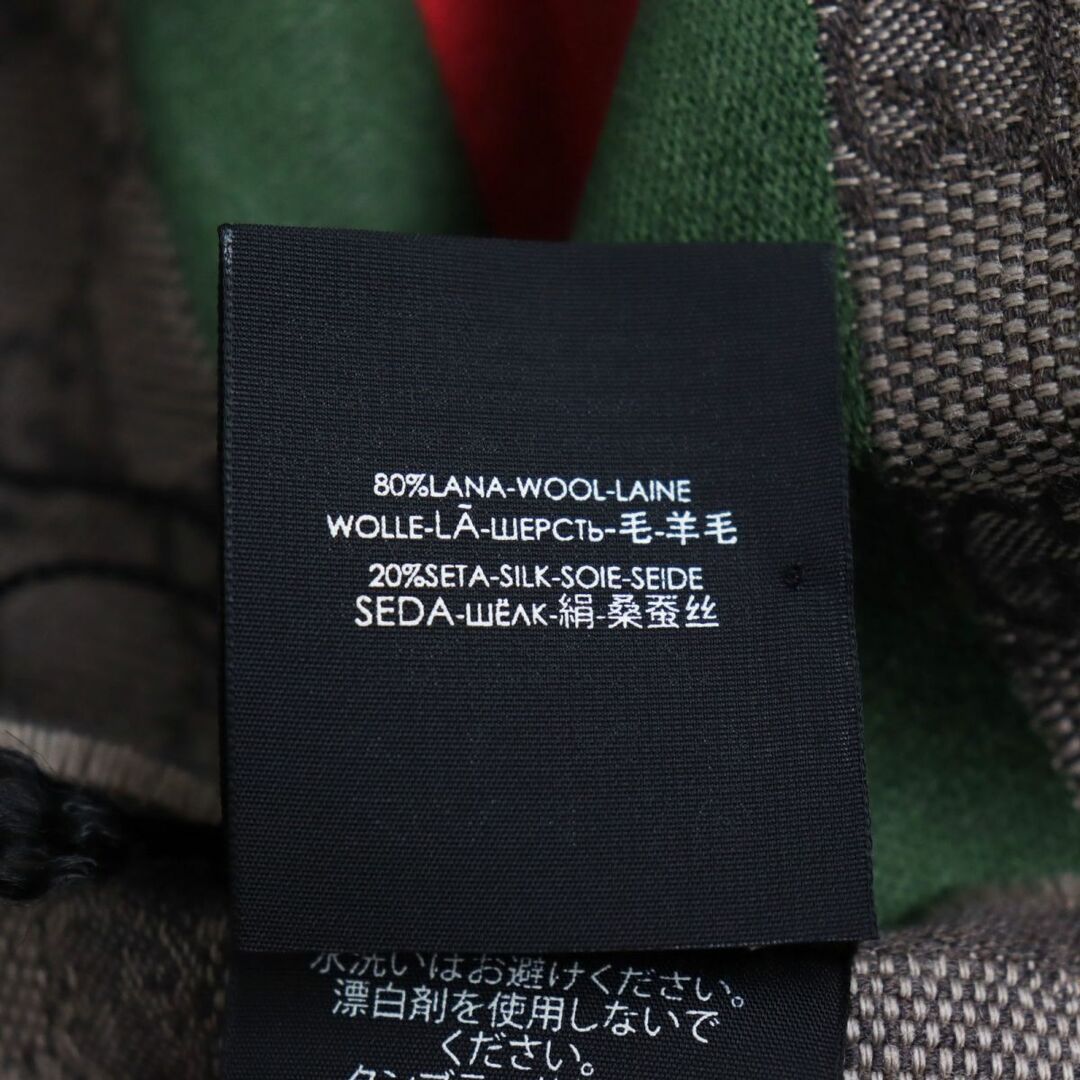 80%LANA-WOOL-LAINE
WOLLE-LÃ-ШЕРСТЬ-毛-羊毛
20%SETA-SILK-SOIE-SEIDE
SEDA-ШЁЛК-絹-桑蚕丝
水洗いはお避けください。
漂白剤を使用しないで
ください。